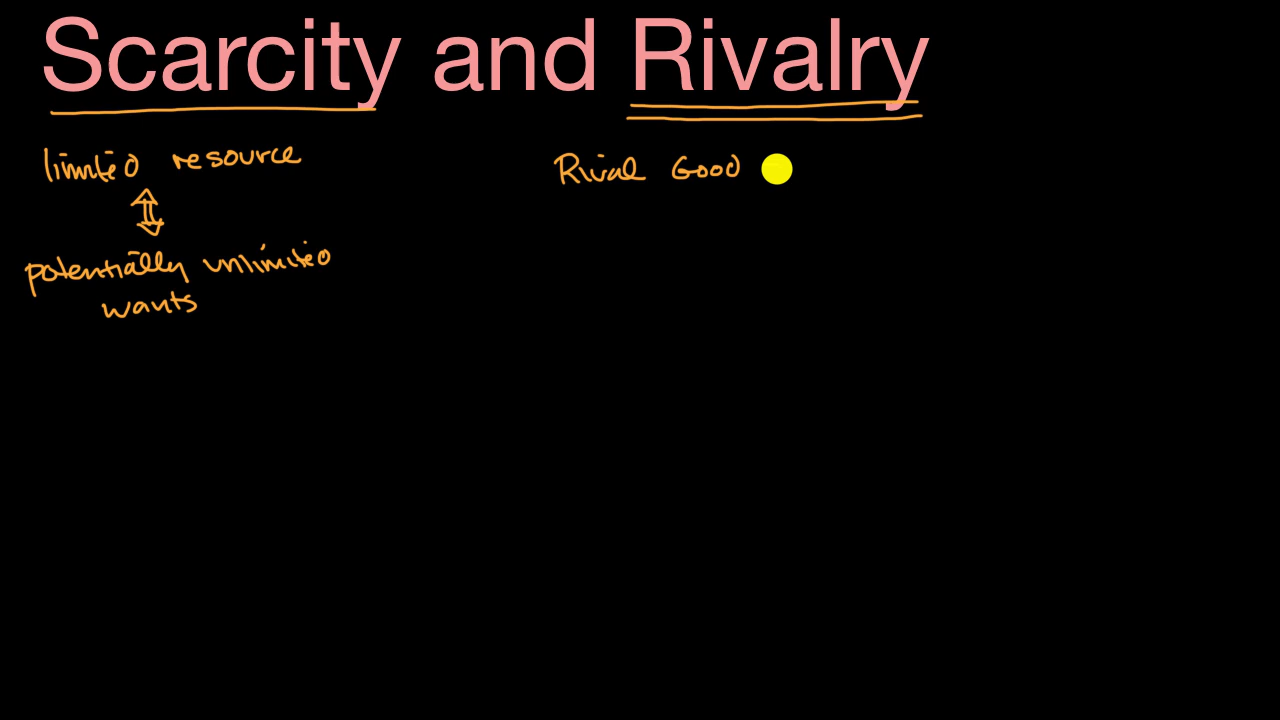 Scarcity and Rivalry
limited resource
potentially unlimited
wants
Rival Good